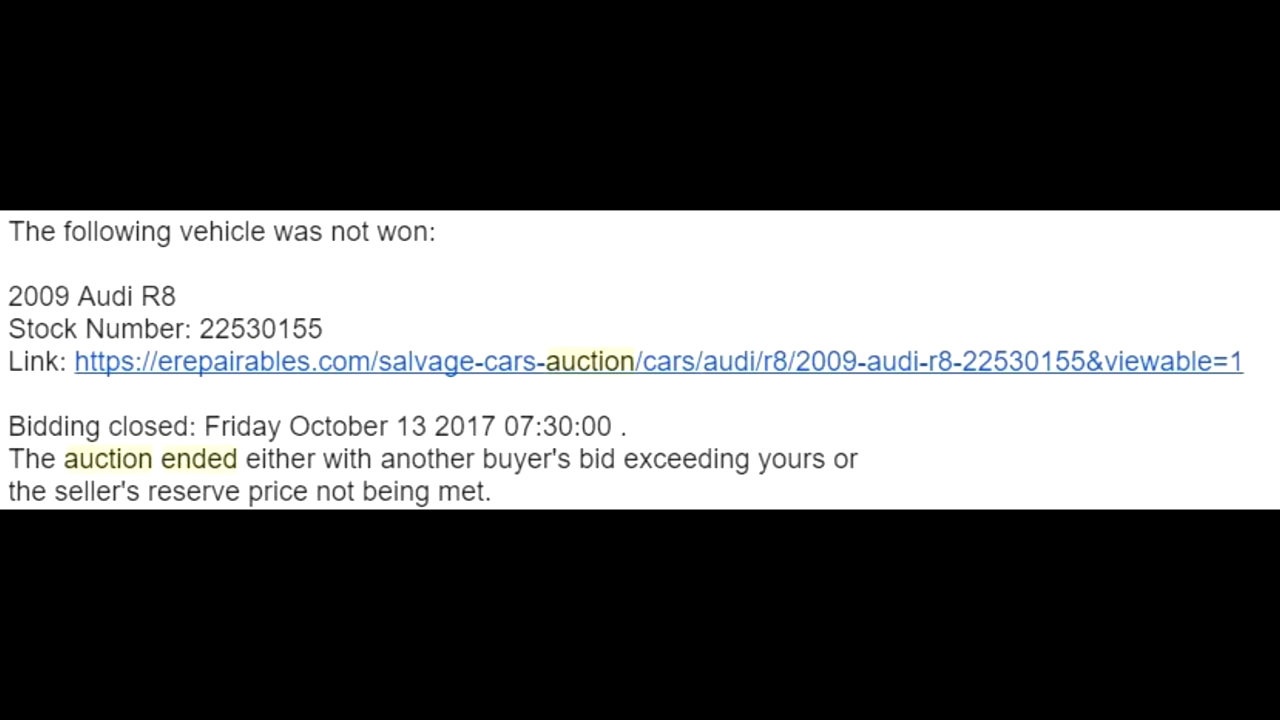 The following vehicle was not won:
2009 Audi R8
Stock Number: 22530155
Link: https://erepairables.com/salvage-cars-auction/cars/audi/r8/2009-audi-r8-22530155&viewable=1
Bidding closed: Friday October 13 2017 07:30:00 .
The auction ended either with another buyer's bid exceeding yours or
the seller's reserve price not being met.